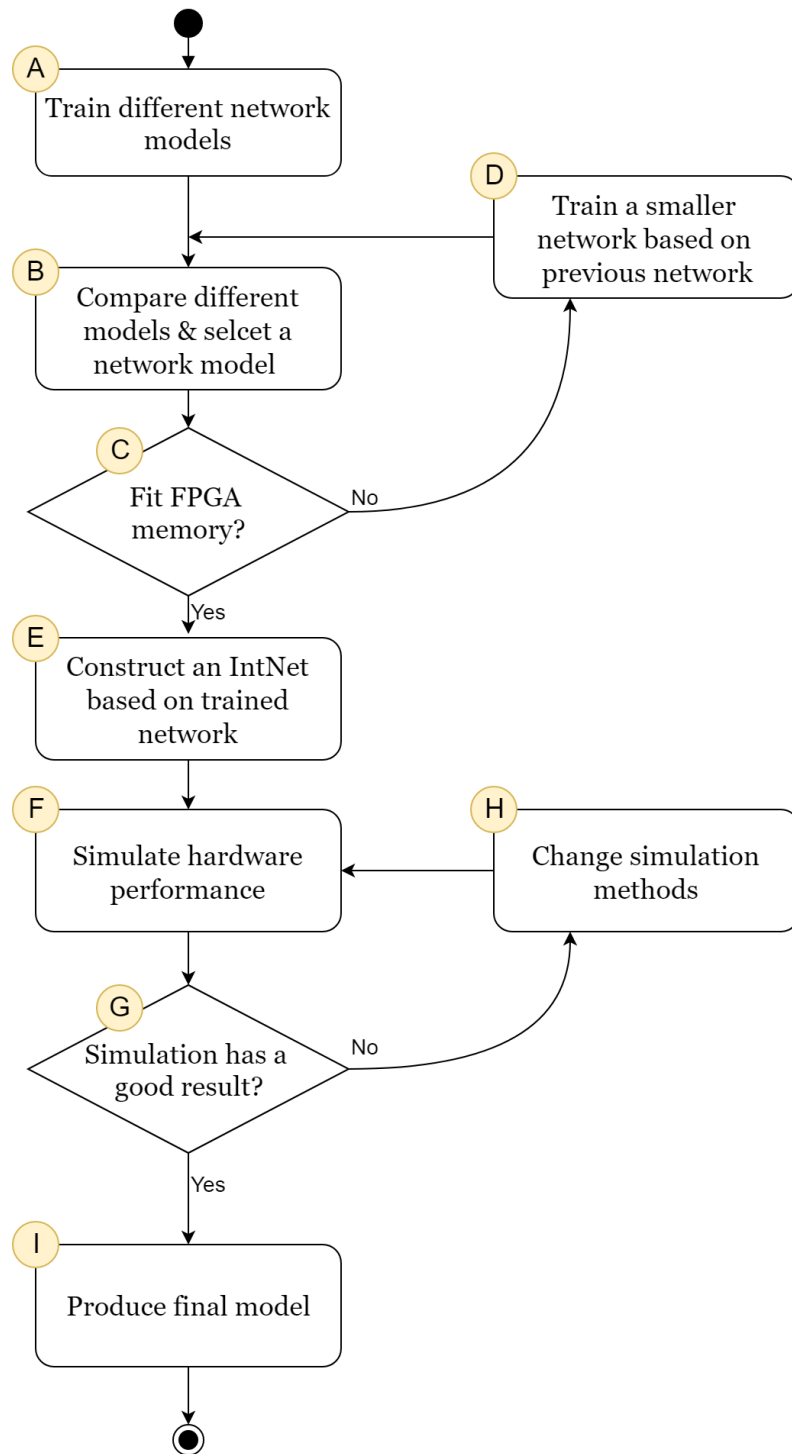 A
Train different network
models
D
Train a smaller
network based on
previous network
B
Compare different
models & selcet a
network model
C
Fit FPGA
memory?
No
Yes
E
Construct an IntNet
based on trained
network
F
Simulate hardware
performance
H
Change simulation
methods
G
Simulation has a
good result?
No
Yes
I
Produce final model